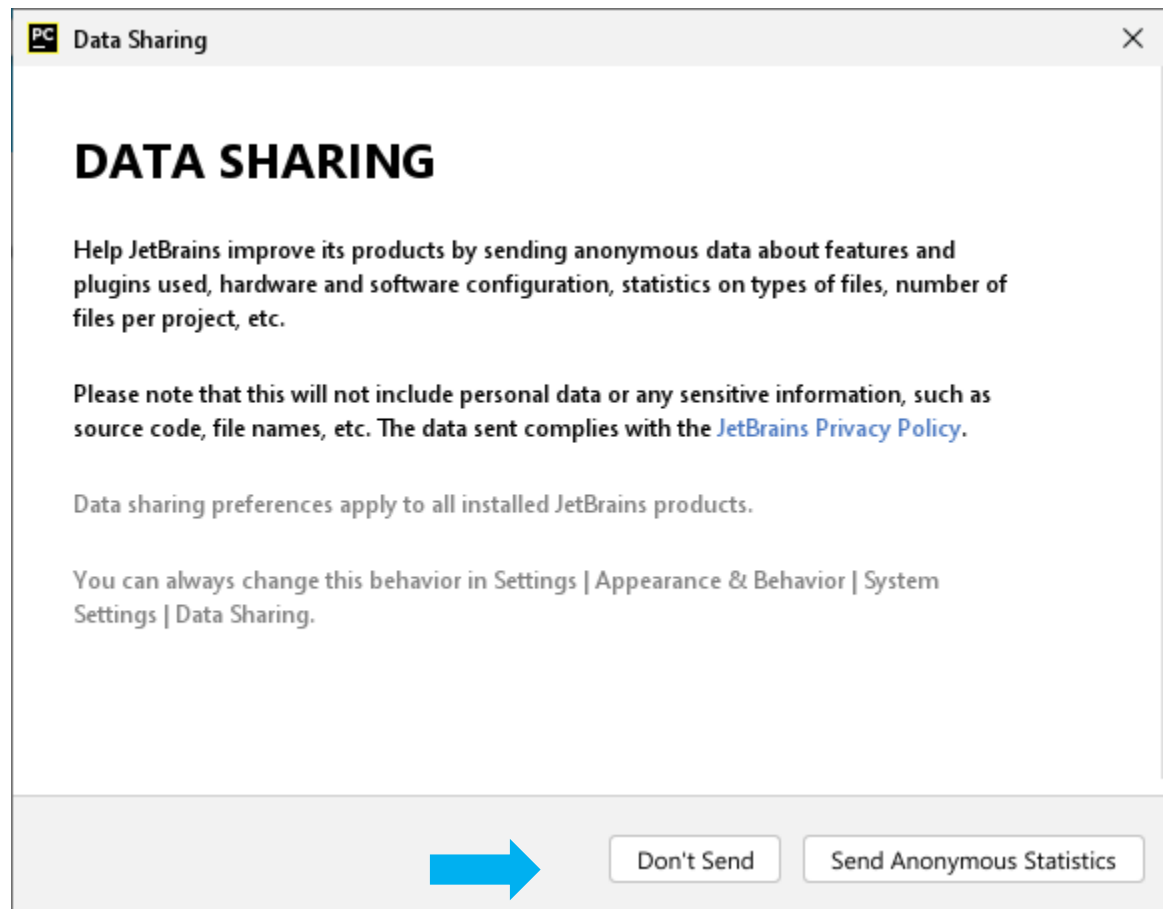 PC Data Sharing
DATA SHARING
Help JetBrains improve its products by sending anonymous data about features and
plugins used, hardware and software configuration, statistics on types of files, number of
files per project, etc.
Please note that this will not include personal data or any sensitive information, such as
source code, file names, etc. The data sent complies with the JetBrains Privacy Policy.
Data sharing preferences apply to all installed JetBrains products.
You can always change this behavior in Settings | Appearance & Behavior | System
Settings | Data Sharing.
Don't Send Send Anonymous Statistics